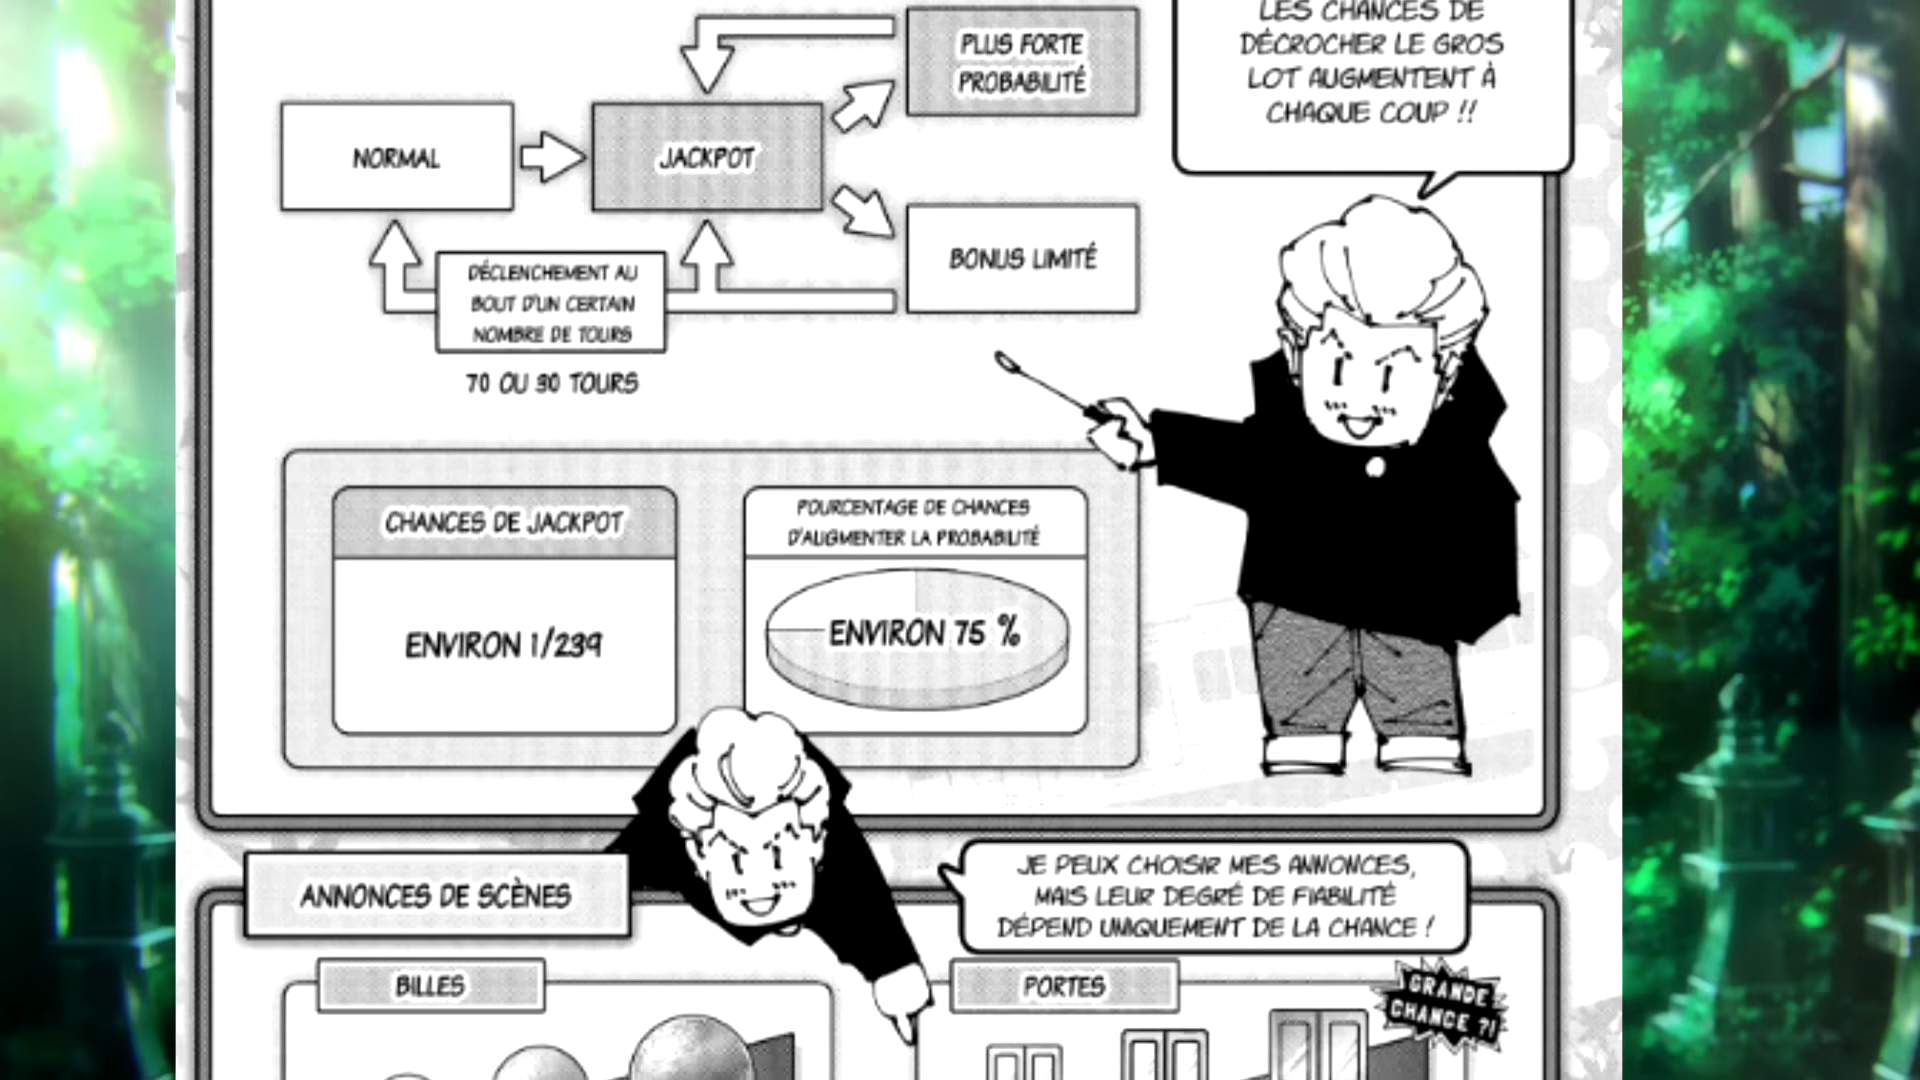 LES CHANCES DE
DÉCROCHER LE GROS
LOT AUGMENTENT À
CHAQUE COUP !!
PLUS FORTE
PROBABILITÉ
NORMAL
JACKPOT
BONUS LIMITÉ
DÉCLENCHEMENT AU
BOUT D'UN CERTAIN
NOMBRE DE TOURS
70 OU 30 TOURS
CHANCES DE JACKPOT
ENVIRON 1/239
POURCENTAGE DE CHANCES
D'AUGMENTER LA PROBABILITÉ
ENVIRON 75 %
ANNONCES DE SCÈNES
JE PEUX CHOISIR MES ANNONCES,
MAIS LEUR DEGRÉ DE FIABILITÉ
DÉPEND UNIQUEMENT DE LA CHANCE !
BILLES
PORTES
GRANDE
CHANCE ?!